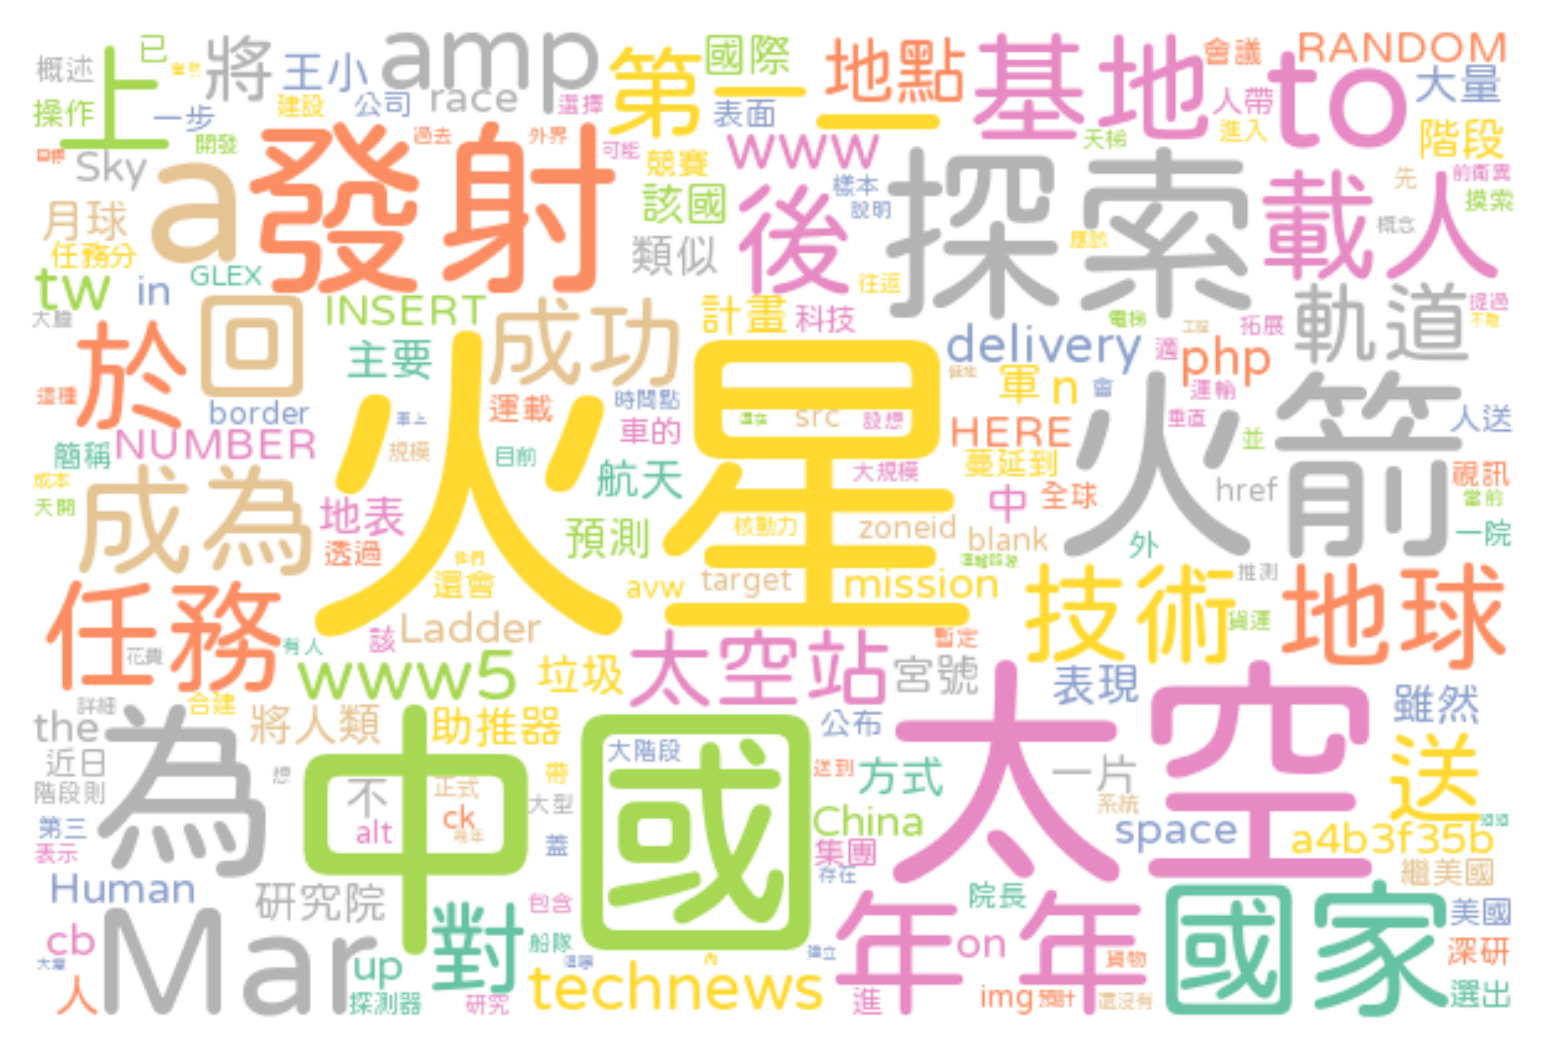 概述
已
將
王小
amp
第一
國際
地點
基地
會議
RANDOM
操作
上
一步
建設
公司
race
選擇
表面
to
人帶
大量
開發
過去
外界
可能
競賽
www
天梯
進入
階段
Sky
a
發射
該國
後
樣本
說明
探索
應該
載人
先
前衛
概念
摸索
月球
任務分
GLEX
類似
往返
tw
in
大膽
INSERT
成功
計畫
科技
delivery
電梯
拓展
提過
軌道
於
回
主要
火星
php
運輸
這種
border
運載
時間點
src
設想
軍
n
會
垂直
人送
簡稱
NUMBER
規模
目前
車的
HERE
蔓延到
並
火箭
成本
天開
成為
地表
航天
大規模
中
全球
href
視訊
當前
透過
預測
核動力
zoneid
blank
外
一院
任務
他們
還會
avw
target
mission
技術
推測
地球
貨運
有人
花費
該
Ladder
太空站
暫定
www5
垃圾
宮號
表現
雖然
詳細
合建
the
為
將人類
中國
助推器
公布
太空
近日
想
大階段
送到
方式
一片
送
階段則
不
正式
帶
大型
系統
第三
alt
ck
China
space
a4b3f35b
表示
蓋
集團
存在
繼美國
Human
研究院
對
包含
院長
年
年
國家
美國
cb
Mar
船隊
建立
on
貨物
深研
人
up
探測器
研究
technews
內
進
img
預計
還沒有
選出